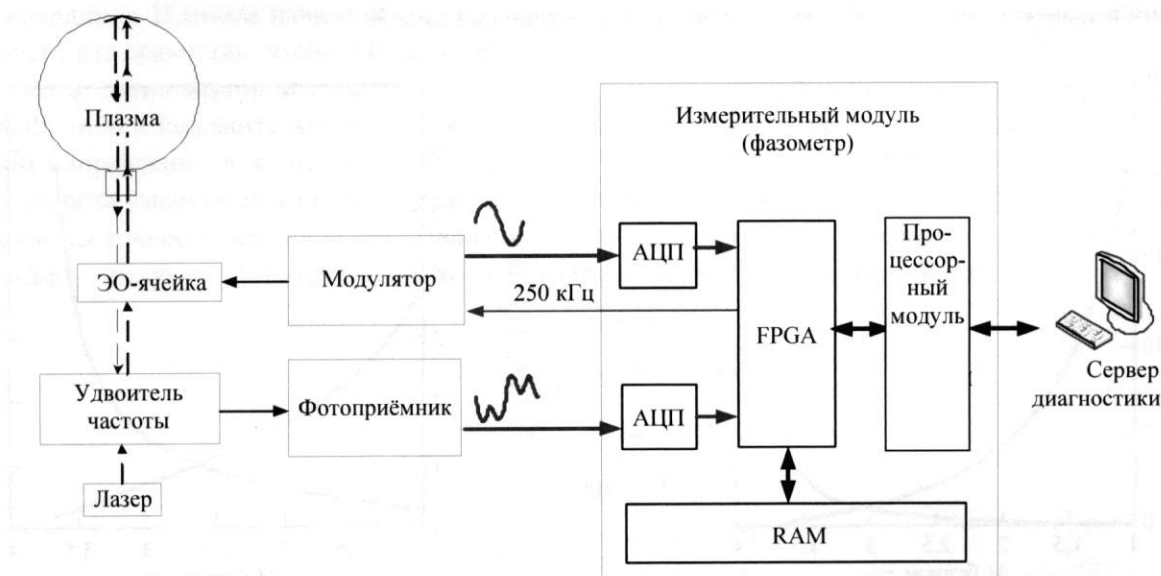 Плазма
Измерительный модуль
(фазометр)
ЭО-ячейка
Модулятор
АЦП
250 кГц
FPGA
Про-
цессор-
ный
модуль
Сервер
диагностики
Удвоитель
частоты
Фотоприёмник
АЦП
Лазер
RAM